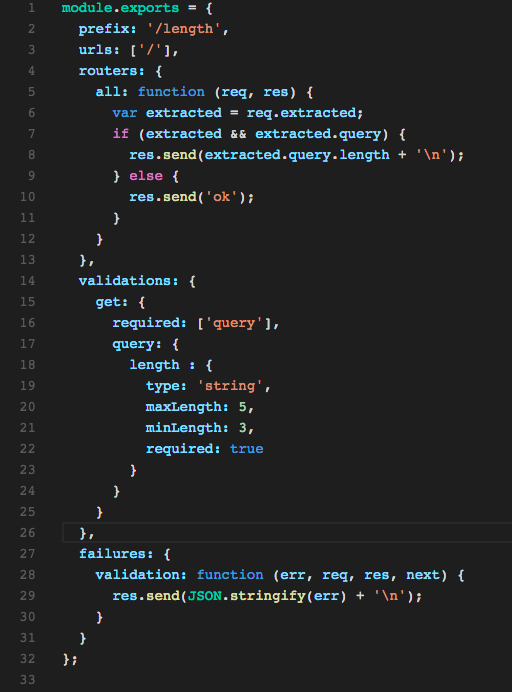 1 module.exports = {
2   prefix: '/length',
3   urls: ['/'],
4   routers: {
5     all: function (req, res) {
6       var extracted = req.extracted;
7       if (extracted && extracted.query) {
8         res.send(extracted.query.length + '\n');
9       } else {
10         res.send('ok');
11       }
12     }
13   },
14   validations: {
15     get: {
16       required: ['query'],
17       query: {
18         length : {
19           type: 'string',
20           maxLength: 5,
21           minLength: 3,
22           required: true
23         }
24       }
25     }
26   },
27   failures: {
28     validation: function (err, req, res, next) {
29       res.send(JSON.stringify(err) + '\n');
30     }
31   }
32 };
33